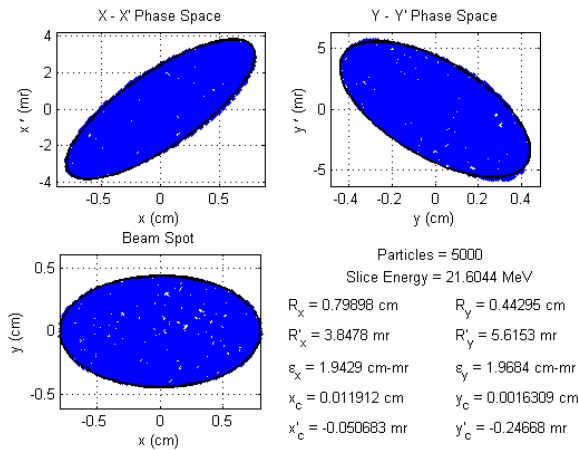 X - X' Phase Space
4
2
0
-2
-4
x ' (mr)
-0.5
0
0.5
x (cm)
Y - Y' Phase Space
5
0
-5
y ' (mr)
-0.4
-0.2
0
0.2
0.4
y (cm)
Beam Spot
0.5
0
-0.5
y (cm)
-0.5
0
0.5
x (cm)
Particles = 5000
Slice Energy = 21.6044 MeV
R_x = 0.79898 cm
R_y = 0.44295 cm
R'_x = 3.8478 mr
R'_y = 5.6153 mr
ε_x = 1.9429 cm-mr
ε_y = 1.9684 cm-mr
x_c = 0.011912 cm
y_c = 0.0016309 cm
x'_c = -0.050683 mr
y'_c = -0.24668 mr